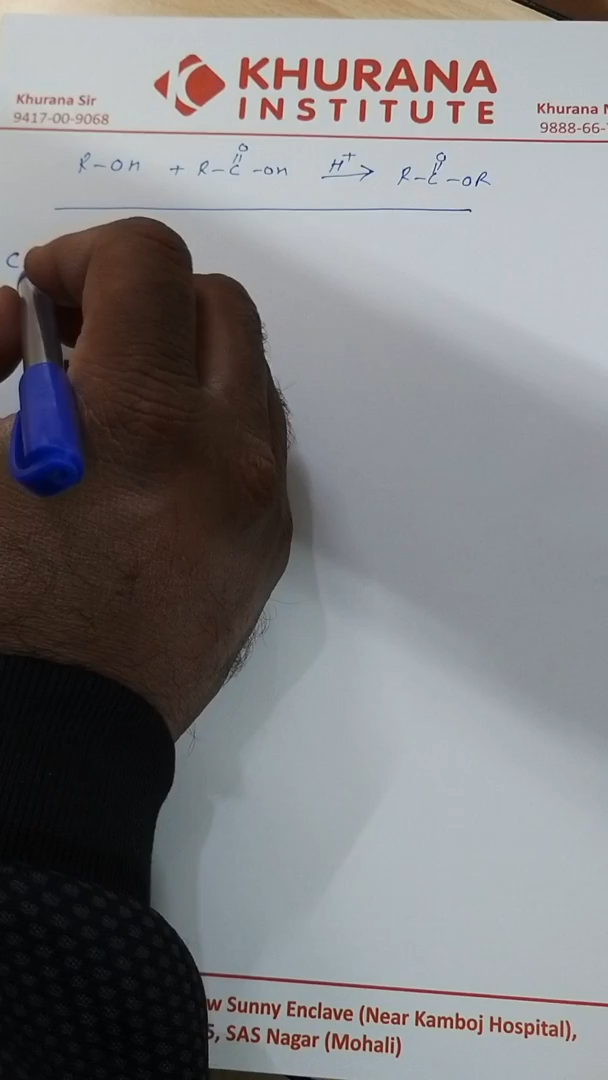 KHURANA
INSTITUTE
Khurana Sir
9417-00-9068
Khurana
9888-66-
O
R-OH + R-C-OH H+ → R-C-OR
O
C
w Sunny Enclave (Near Kamboj Hospital),
5, SAS Nagar (Mohali)